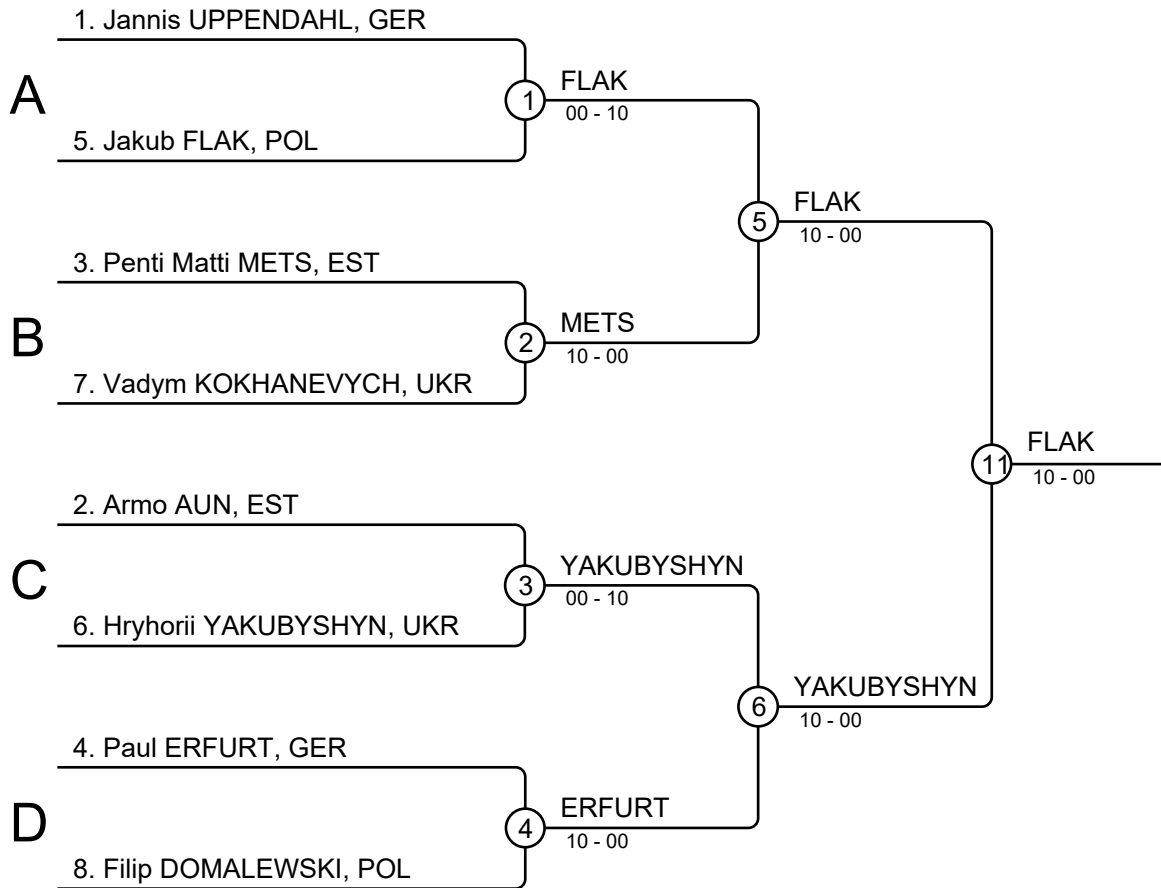 1. Jannis UPPENDAHL, GER
A
1
FLAK
00 - 10
5. Jakub FLAK, POL
5
FLAK
10 - 00
3. Penti Matti METS, EST
B
2
METS
10 - 00
7. Vadym KOKHANEVYCH, UKR
11
FLAK
10 - 00
2. Armo AUN, EST
C
3
YAKUBYSHYN
00 - 10
6. Hryhorii YAKUBYSHYN, UKR
6
YAKUBYSHYN
10 - 00
4. Paul ERFURT, GER
D
4
ERFURT
10 - 00
8. Filip DOMALEWSKI, POL